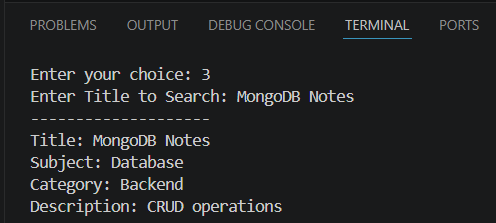 PROBLEMS OUTPUT DEBUG CONSOLE TERMINAL PORTS
Enter your choice: 3
Enter Title to Search: MongoDB Notes
--------------------
Title: MongoDB Notes
Subject: Database
Category: Backend
Description: CRUD operations